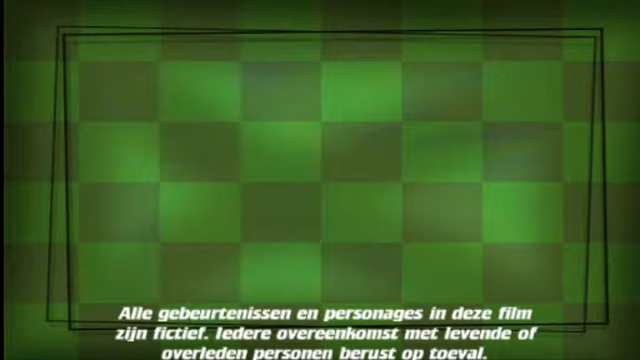 Alle gebeurtenissen en personages in deze film
zijn fictief. Iedere overeenkomst met levende of
overleden personen berust op toeval.